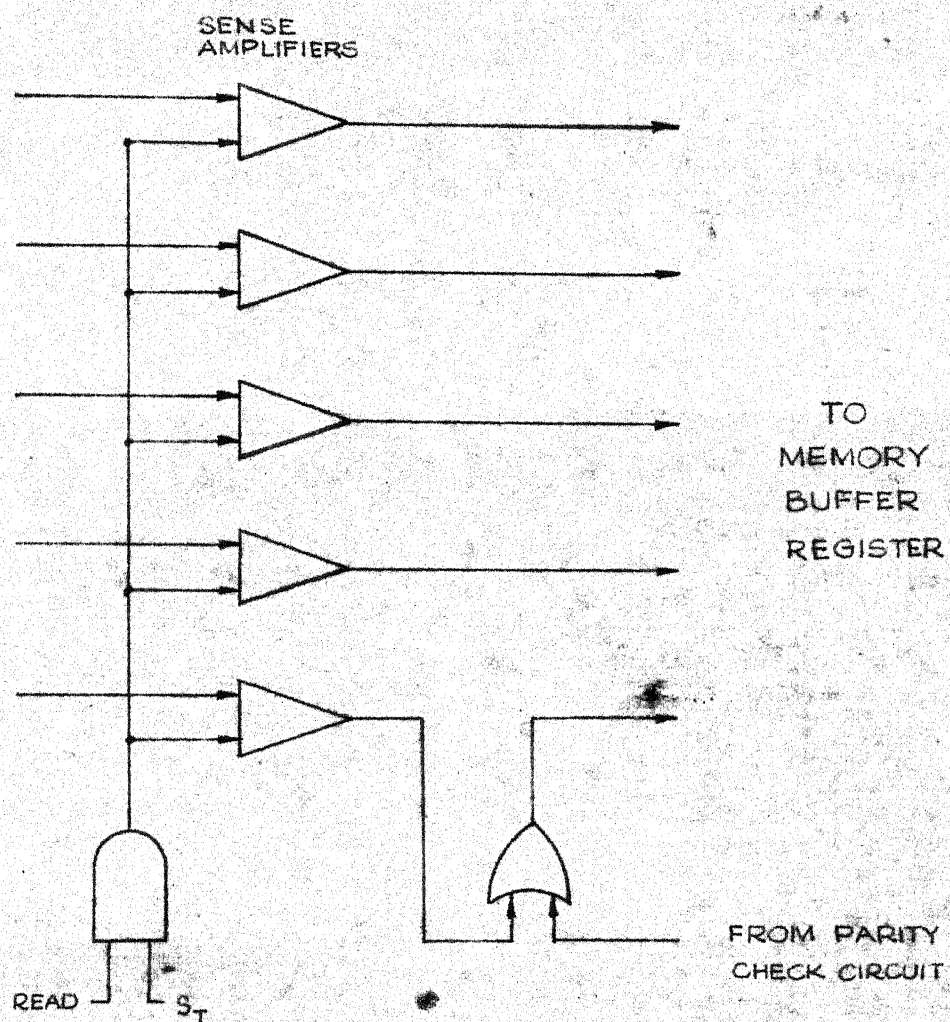 SENSE
AMPLIFIERS
TO
MEMORY
BUFFER
REGISTER
FROM PARITY
CHECK CIRCUIT
READ
S_T